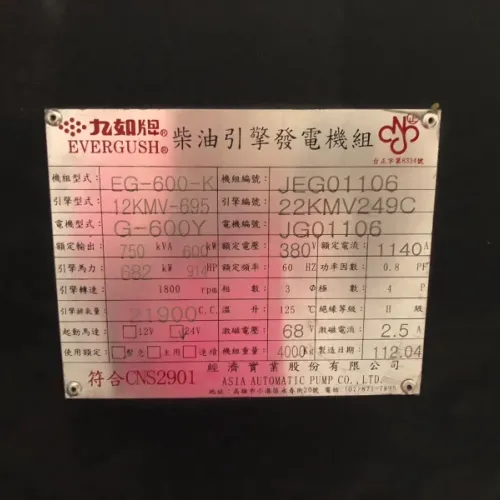 九如牌® 柴油引擎發電機組
EVERGUSH® 台正字第4334號
機組型式: EG-600-K 機組編號: JEG01106
引擎型式: 12KMV-695 引擎編號: 22KMV249C
電機型式: G-600Y 電機編號: JG01106
額定輸出: 750 kVA 600 kW 額定電壓: 380 V 額定電流: 1140 A
引擎馬力: 682 kW 914 HP 額定頻率: 60 HZ 功率因數: 0.8 PF
引擎轉速: 1800 rpm 相數: 3 Φ 極數: 4 P
引擎排氣量: 21900 C.C. 溫升: 125 ℃ 絕緣等級: H 級
起動馬達: □12V □24V 激磁電壓: 68 V 激磁電流: 2.5 A
使用額定: □緊急 □主用 □連續 機組重量: 4000 kg 製造日期: 112.04
符合CNS2901 經濟實業股份有限公司
ASIA AUTOMATIC PUMP CO., LTD.